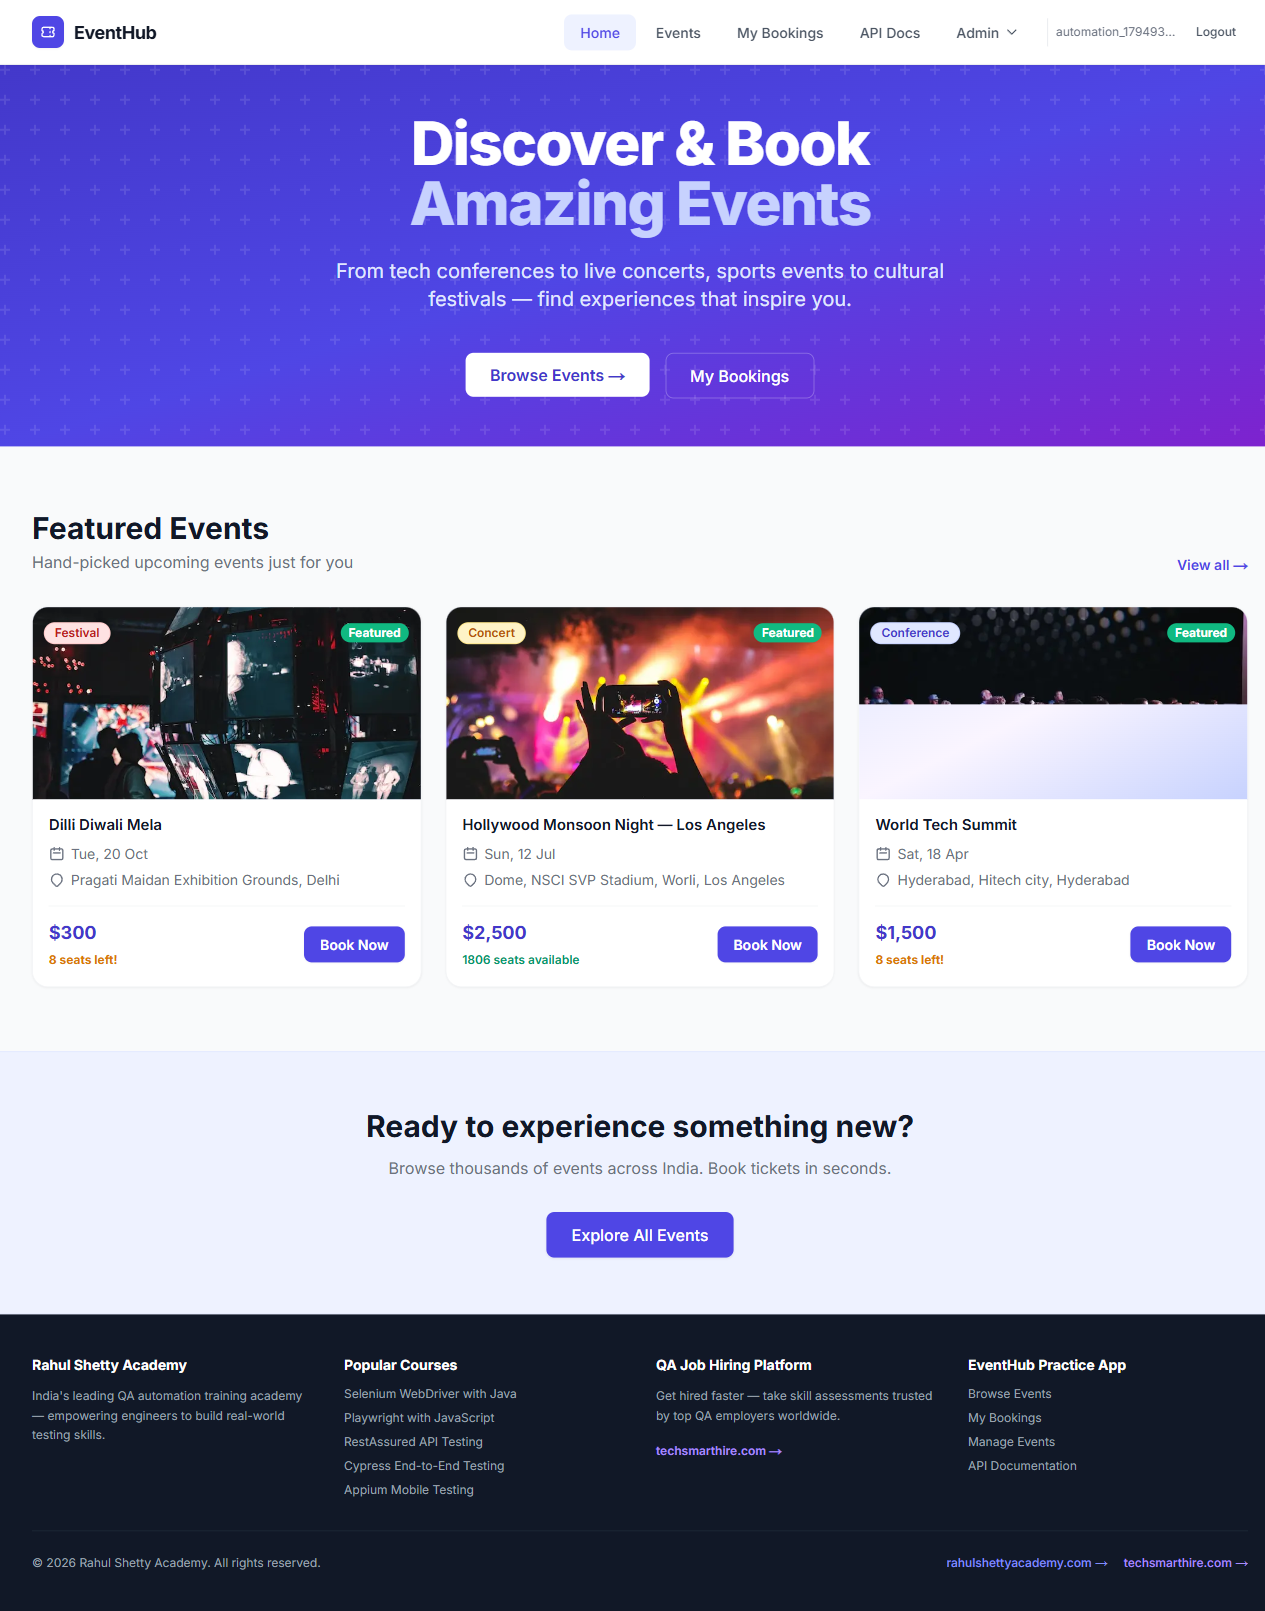 EventHub
Home
Events
My Bookings
API Docs
Admin
automation_179493...
Logout
Discover & Book
Amazing Events
From tech conferences to live concerts, sports events to cultural
festivals — find experiences that inspire you.
Browse Events →
My Bookings
Featured Events
Hand-picked upcoming events just for you
View all →
Festival
Featured
Dilli Diwali Mela
Tue, 20 Oct
Pragati Maidan Exhibition Grounds, Delhi
$300
8 seats left!
Book Now
Concert
Featured
Hollywood Monsoon Night — Los Angeles
Sun, 12 Jul
Dome, NSCI SVP Stadium, Worli, Los Angeles
$2,500
1806 seats available
Book Now
Conference
Featured
World Tech Summit
Sat, 18 Apr
Hyderabad, Hitech city, Hyderabad
$1,500
8 seats left!
Book Now
Ready to experience something new?
Browse thousands of events across India. Book tickets in seconds.
Explore All Events
Rahul Shetty Academy
India's leading QA automation training academy
— empowering engineers to build real-world
testing skills.
Popular Courses
Selenium WebDriver with Java
Playwright with JavaScript
RestAssured API Testing
Cypress End-to-End Testing
Appium Mobile Testing
QA Job Hiring Platform
Get hired faster — take skill assessments trusted
by top QA employers worldwide.
techsmarthire.com →
EventHub Practice App
Browse Events
My Bookings
Manage Events
API Documentation
© 2026 Rahul Shetty Academy. All rights reserved.
rahulshettyacademy.com →
techsmarthire.com →